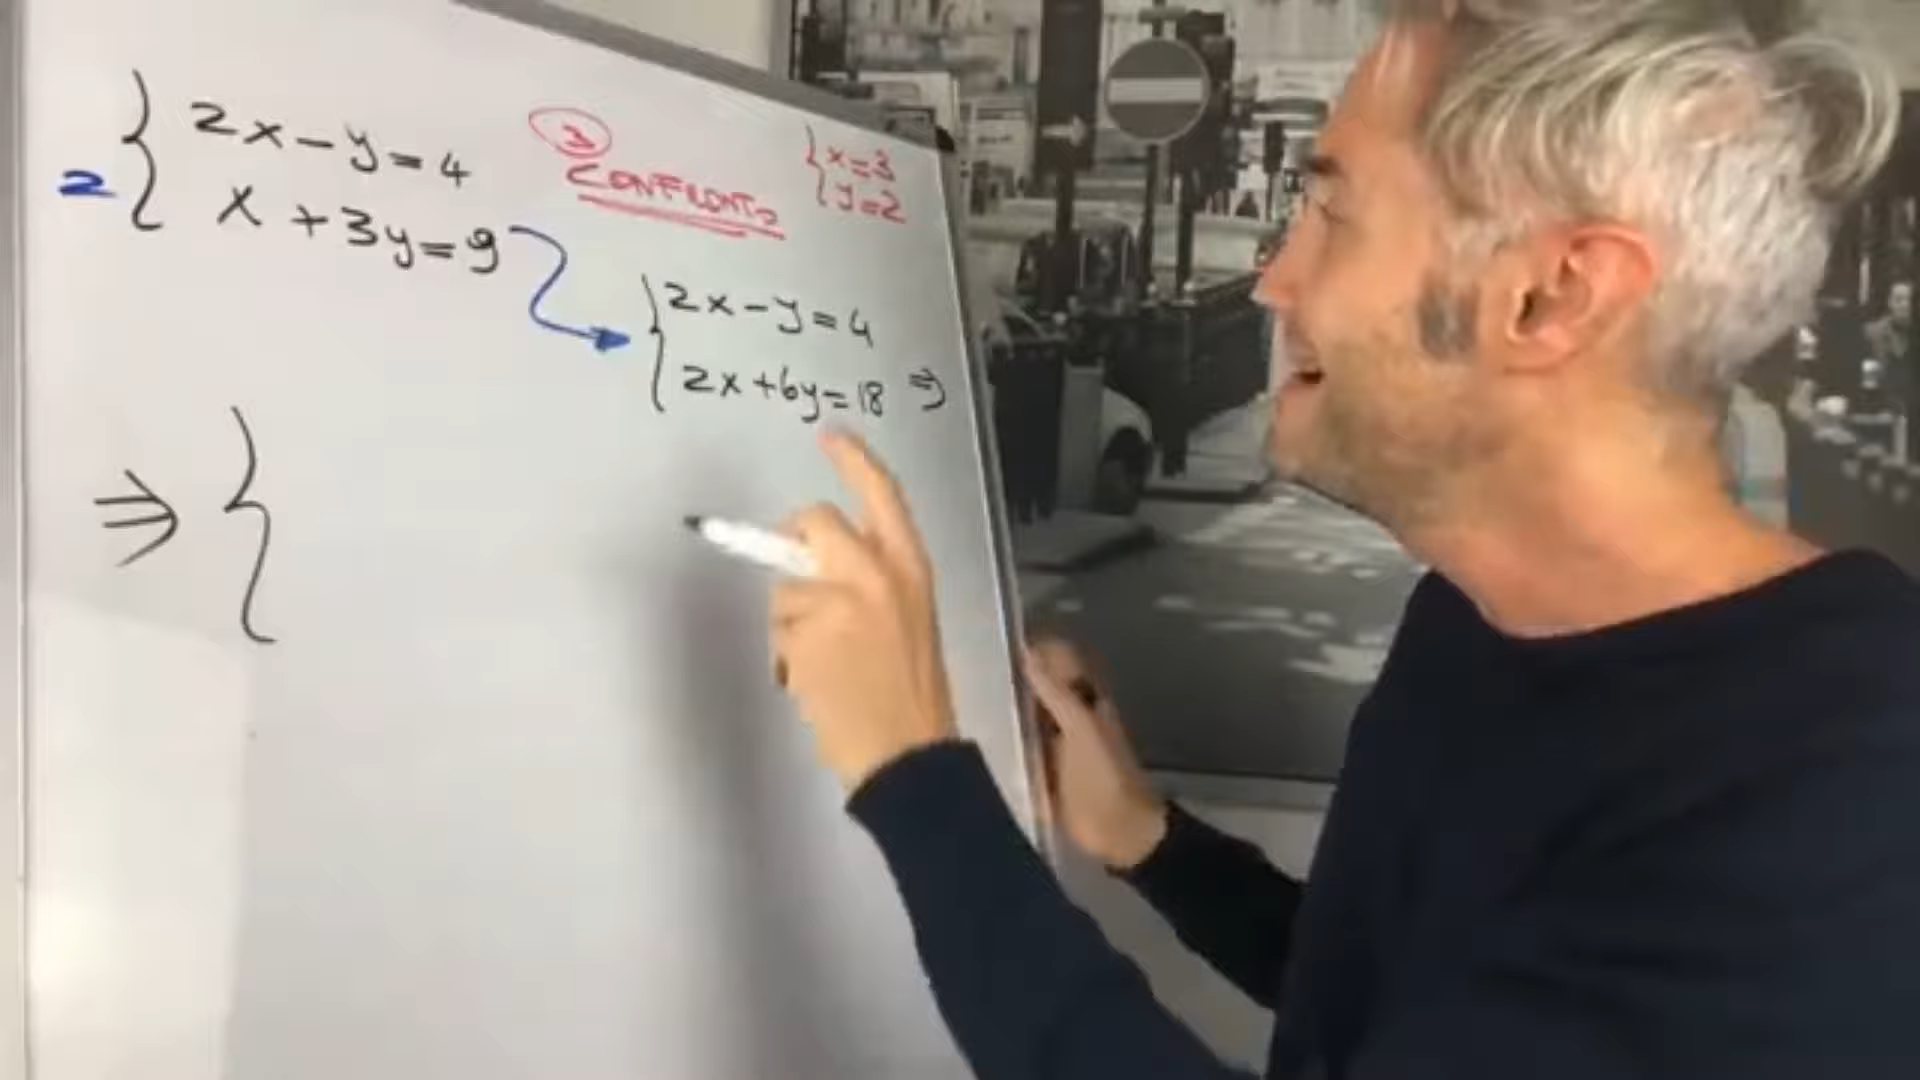 2x-y=4
2 x+3y=9
3
CONFRONTO
x=3
y=2
2x-y=4
2x+6y=18 ⇒
⇒ {